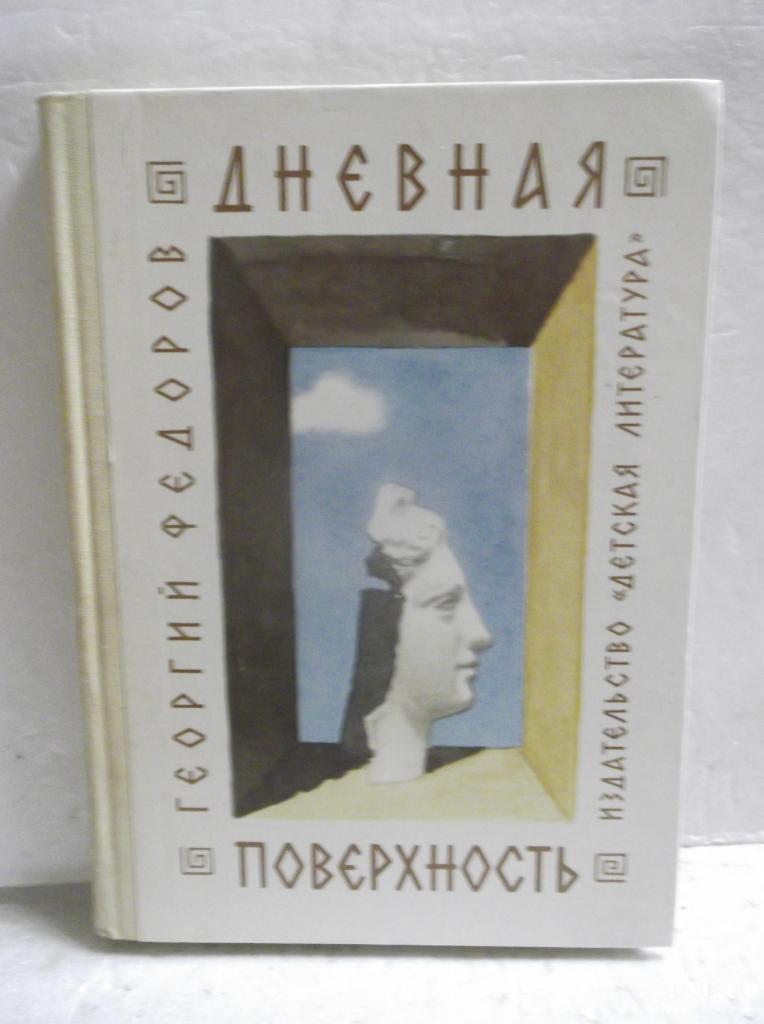 ДНЕВНАЯ
ГЕОРГИЙ ФЕДОРОВ
ИЗДАТЕЛЬСТВО «ДЕТСКАЯ ЛИТЕРАТУРА»
ПОВЕРХНОСТЬ